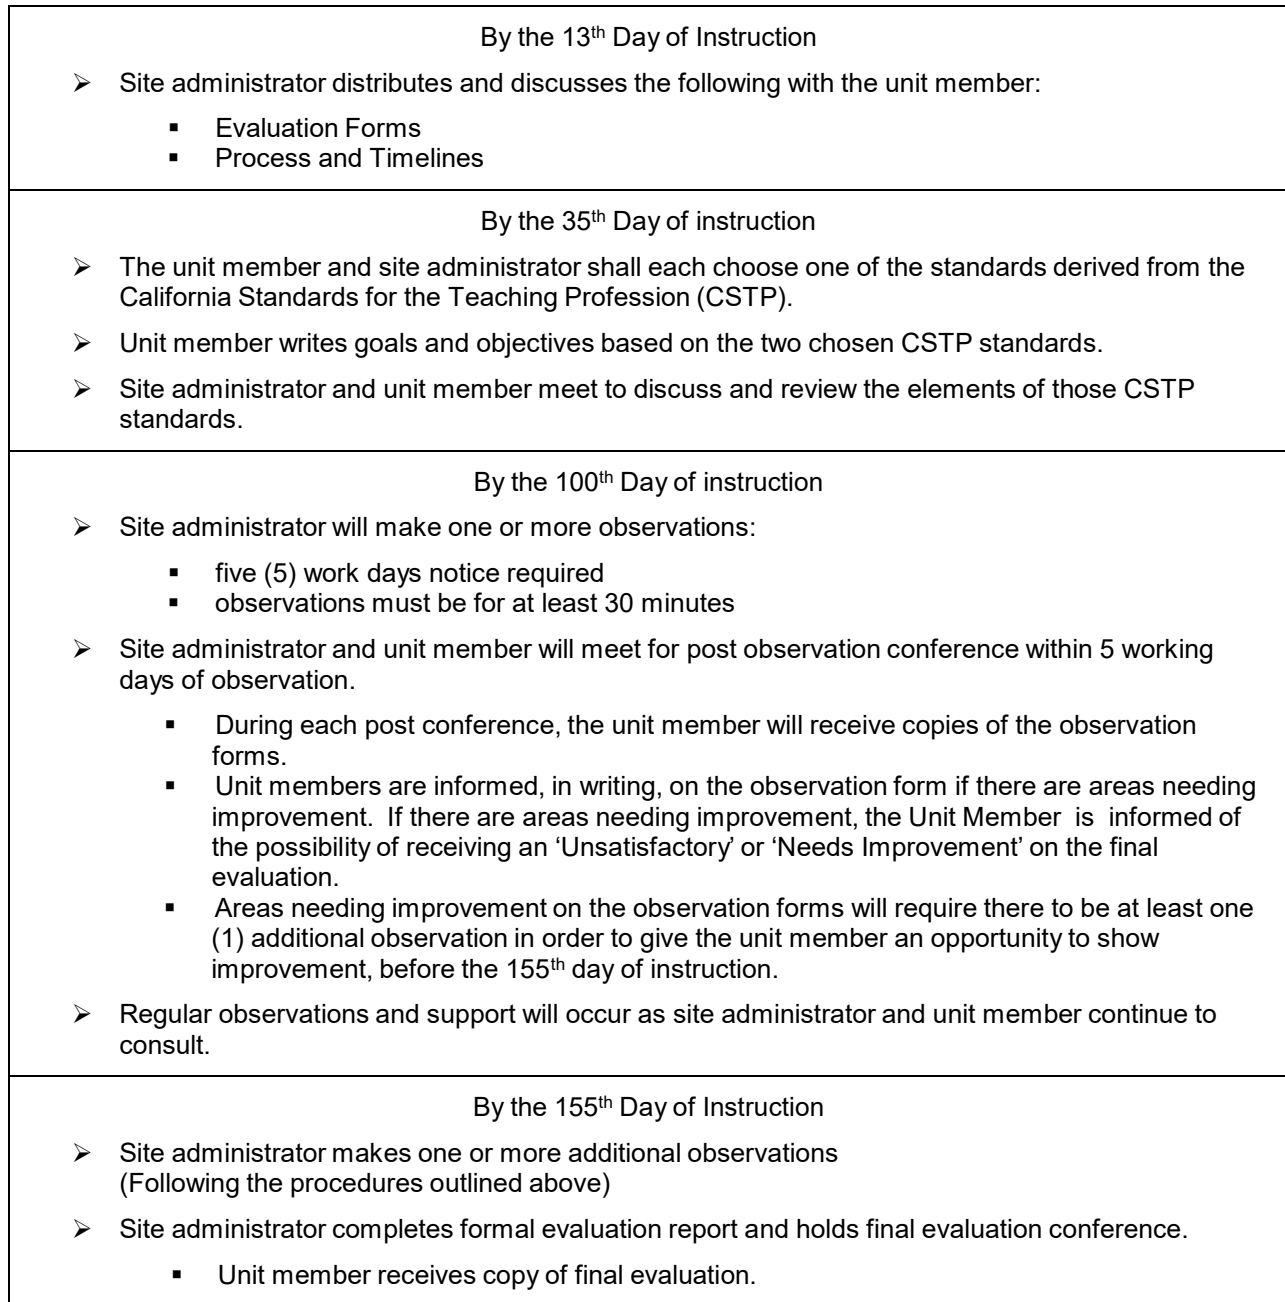 By the 13th Day of Instruction
➢ Site administrator distributes and discusses the following with the unit member:
▪ Evaluation Forms
▪ Process and Timelines
By the 35th Day of instruction
➢ The unit member and site administrator shall each choose one of the standards derived from the
California Standards for the Teaching Profession (CSTP).
➢ Unit member writes goals and objectives based on the two chosen CSTP standards.
➢ Site administrator and unit member meet to discuss and review the elements of those CSTP
standards.
By the 100th Day of instruction
➢ Site administrator will make one or more observations:
▪ five (5) work days notice required
▪ observations must be for at least 30 minutes
➢ Site administrator and unit member will meet for post observation conference within 5 working
days of observation.
▪ During each post conference, the unit member will receive copies of the observation
forms.
▪ Unit members are informed, in writing, on the observation form if there are areas needing
improvement. If there are areas needing improvement, the Unit Member is informed of
the possibility of receiving an ‘Unsatisfactory’ or ‘Needs Improvement’ on the final
evaluation.
▪ Areas needing improvement on the observation forms will require there to be at least one
(1) additional observation in order to give the unit member an opportunity to show
improvement, before the 155th day of instruction.
➢ Regular observations and support will occur as site administrator and unit member continue to
consult.
By the 155th Day of Instruction
➢ Site administrator makes one or more additional observations
(Following the procedures outlined above)
➢ Site administrator completes formal evaluation report and holds final evaluation conference.
▪ Unit member receives copy of final evaluation.